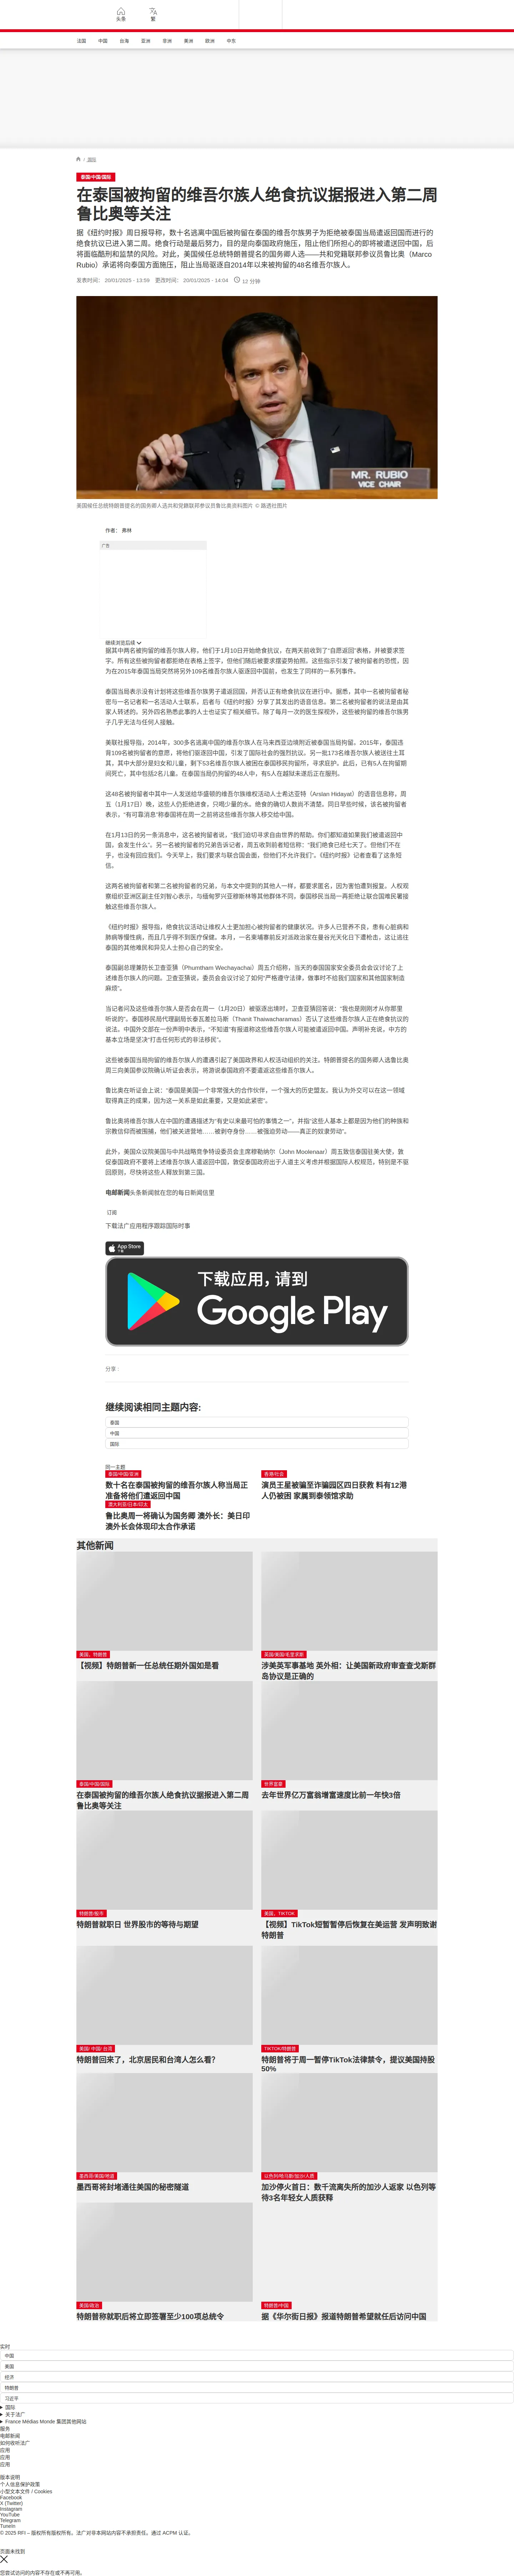 头条
繁
法国
中国
台湾
亚洲
非洲
美洲
欧洲
中东
/ 国际
泰国/中国/国际
在泰国被拘留的维吾尔族人绝食抗议据报进入第二周
鲁比奥等关注
据《纽约时报》周日报导称，数十名逃离中国后被拘留在泰国的维吾尔族男子为拒绝被泰国当局遣返回国而进行的
绝食抗议已进入第二周。绝食行动是最后努力，目的是向泰国政府施压，阻止他们所担心的即将被遣送回中国，后
将面临酷刑和监禁的风险。对此，美国候任总统特朗普提名的国务卿人选——共和党籍联邦参议员鲁比奥（Marco
Rubio）承诺将向泰国方面施压，阻止当局驱逐自2014年以来被拘留的48名维吾尔族人。
发表时间： 20/01/2025 - 13:59 更改时间： 20/01/2025 - 14:04 12 分钟
MR. RUBIO
VICE CHAIR
美国候任总统特朗普提名的国务卿人选共和党籍联邦参议员鲁比奥资料图片 © 路透社图片
作者： 弗林
广告
继续浏览后续
据其中两名被拘留的维吾尔族人称，他们于1月10日开始绝食抗议，在两天前收到了“自愿返回”表格，并被要求签
字。所有这些被拘留者都拒绝在表格上签字，但他们随后被要求摆姿势拍照。这些指示引发了被拘留者的恐慌，因
为在2015年泰国当局突然将另外109名维吾尔族人驱逐回中国前，也发生了同样的一系列事件。
泰国当局表示没有计划将这些维吾尔族男子遣返回国，并否认正有绝食抗议在进行中。据悉，其中一名被拘留者秘
密与一名记者和一名活动人士联系，后者与《纽约时报》分享了其发出的语音信息。第二名被拘留者的说法是由其
家人转述的。另外四名熟悉此事的人士也证实了相关细节。除了每月一次的医生探视外，这些被拘留的维吾尔族男
子几乎无法与任何人接触。
美联社报导指，2014年，300多名逃离中国的维吾尔族人在马来西亚边境附近被泰国当局拘留。2015年，泰国违
背109名被拘留者的意愿，将他们驱逐回中国，引发了国际社会的强烈抗议。另一批173名维吾尔族人被送往土耳
其，其中大部分是妇女和儿童，剩下53名维吾尔族人被困在泰国移民拘留所，寻求庇护。此后，已有5人在拘留期
间死亡，其中包括2名儿童。在泰国当局仍拘留的48人中，有5人在越狱未遂后正在服刑。
这48名被拘留者中其中一人发送给华盛顿的维吾尔族维权活动人士希达亚特（Arslan Hidayat）的语音信息称，周
五（1月17日）晚，这些人仍拒绝进食，只喝少量的水。绝食的确切人数尚不清楚。同日早些时候，该名被拘留者
表示，“有可靠消息”称泰国将在周一之前将这些维吾尔族人移交给中国。
在1月13日的另一条消息中，这名被拘留者说，“我们迫切寻求自由世界的帮助。你们都知道如果我们被遣返回中
国，会发生什么”。另一名被拘留者的兄弟告诉记者，周五收到前者短信称：“我们绝食已经七天了。但他们不在
乎，也没有回应我们。今天早上，我们要求与联合国会面，但他们不允许我们”。《纽约时报》记者查看了这条短
信。
这两名被拘留者和第二名被拘留者的兄弟，与本文中提到的其他人一样，都要求匿名，因为害怕遭到报复。人权观
察组织亚洲区副主任刘智心表示，与缅甸罗兴亚穆斯林等其他群体不同，泰国移民当局一再拒绝让联合国难民署接
触这些维吾尔族人。
《纽约时报》报导指，绝食抗议活动让维权人士更加担心被拘留者的健康状况。许多人已营养不良，患有心脏病和
肺病等慢性病，而且几乎得不到医疗保健。本月，一名柬埔寨前反对派政治家在曼谷光天化日下遭枪击，这让逃往
泰国的其他难民和异见人士担心自己的安全。
泰国副总理兼防长卫查亚猜（Phumtham Wechayachai）周五介绍称，当天的泰国国家安全委员会会议讨论了上
述维吾尔族人的问题。卫查亚猜说，委员会会议讨论了如何“严格遵守法律，做事时不给我们国家和其他国家制造
麻烦”。
当记者问及这些维吾尔族人是否会在周一（1月20日）被驱逐出境时，卫查亚猜回答说：“我也是刚刚才从你那里
听说的”。泰国移民局代理副局长泰瓦差拉马斯（Thanit Thaiwacharamas）否认了这些维吾尔族人正在绝食抗议的
说法。中国外交部在一份声明中表示，“不知道”有报道称这些维吾尔族人可能被遣返回中国。声明补充说，中方的
基本立场是坚决“打击任何形式的非法移民”。
这些被泰国当局拘留的维吾尔族人的遭遇引起了美国政界和人权活动组织的关注。特朗普提名的国务卿人选鲁比奥
周三向美国参议院确认听证会表示，将游说泰国政府不要遣返这些维吾尔族人。
鲁比奥在听证会上说：“泰国是美国一个非常强大的合作伙伴，一个强大的历史盟友。我认为外交可以在这一领域
取得真正的成果，因为这一关系是如此重要，又是如此紧密”。
鲁比奥将维吾尔族人在中国的遭遇描述为“有史以来最可怕的事情之一”，并指“这些人基本上都是因为他们的种族和
宗教信仰而被围捕，他们被关进营地……被剥夺身份……被强迫劳动——真正的奴隶劳动”。
此外，美国众议院美国与中共战略竞争特设委员会主席穆勒纳尔（John Moolenaar）周五致信泰国驻美大使，敦
促泰国政府不要将上述维吾尔族人遣返回中国，敦促泰国政府出于人道主义考虑并根据国际人权规范，特别是不驱
回原则，尽快将这些人释放到第三国。
电邮新闻头条新闻就在您的每日新闻信里
订阅
下载法广应用程序跟踪国际时事
App Store
下载
下载应用，请到
Google Play
分享 :
继续阅读相同主题内容:
泰国
中国
国际
同一主题
泰国/中国/亚洲
数十名在泰国被拘留的维吾尔族人称当局正
准备将他们遣返回中国
香港/社会
演员王星被骗至诈骗园区四日获救 料有12港
人仍被困 家属到泰领馆求助
澳大利亚/日本/印太
鲁比奥周一将确认为国务卿 澳外长：美日印
澳外长会体现印太合作承诺
其他新闻
美国，特朗普
【视频】特朗普新一任总统任期外国如是看
英国/美国/毛里求斯
涉美英军事基地 英外相：让美国新政府审查查戈斯群
岛协议是正确的
泰国/中国/国际
在泰国被拘留的维吾尔族人绝食抗议据报进入第二周
鲁比奥等关注
世界富豪
去年世界亿万富翁增富速度比前一年快3倍
特朗普/股市
特朗普就职日 世界股市的等待与期望
美国，TIKTOK
【视频】TikTok短暂暂停后恢复在美运营 发声明致谢
特朗普
美国/ 中国/ 台湾
特朗普回来了，北京居民和台湾人怎么看？
TIKTOK/特朗普
特朗普将于周一暂停TikTok法律禁令，提议美国持股
50%
墨西哥/美国/隧道
墨西哥将封堵通往美国的秘密隧道
以色列/哈马斯/加沙/人质
加沙停火首日：数千流离失所的加沙人返家 以色列等
待3名年轻女人质获释
美国/政治
特朗普称就职后将立即签署至少100项总统令
特朗普/中国
据《华尔街日报》报道特朗普希望就任后访问中国
实时
中国
美国
经济
特朗普
习近平
国际
关于法广
France Médias Monde 集团其他网站
服务
电邮新闻
如何收听法广
应用
应用
应用
版本说明
个人信息保护政策
小型文本文件 / Cookies
Facebook
X (Twitter)
Instagram
YouTube
Telegram
TuneIn
© 2025 RFI – 版权所有版权所有。法广对非本网站内容不承担责任。通过 ACPM 认证。
页面未找到
您尝试访问的内容不存在或不再可用。